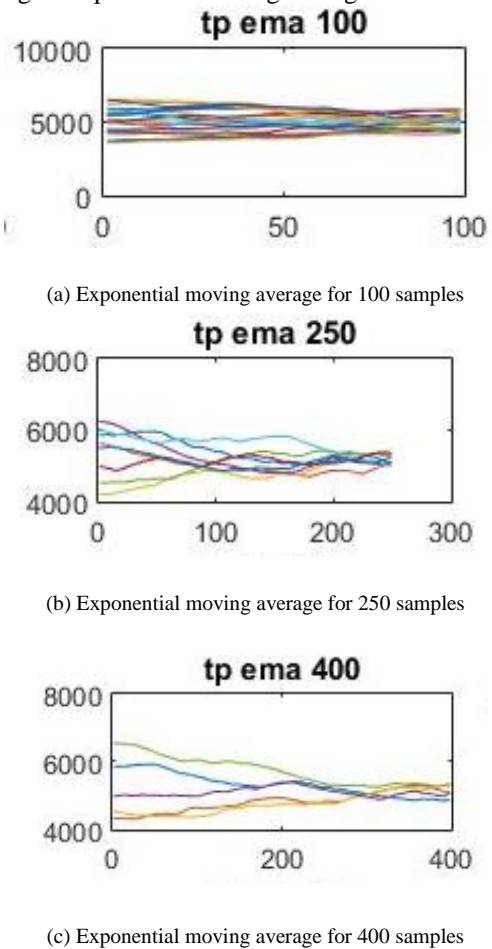 tp ema 100
10000
5000
0
0 50 100
(a) Exponential moving average for 100 samples
tp ema 250
8000
6000
4000
0 100 200 300
(b) Exponential moving average for 250 samples
tp ema 400
8000
6000
4000
0 200 400
(c) Exponential moving average for 400 samples